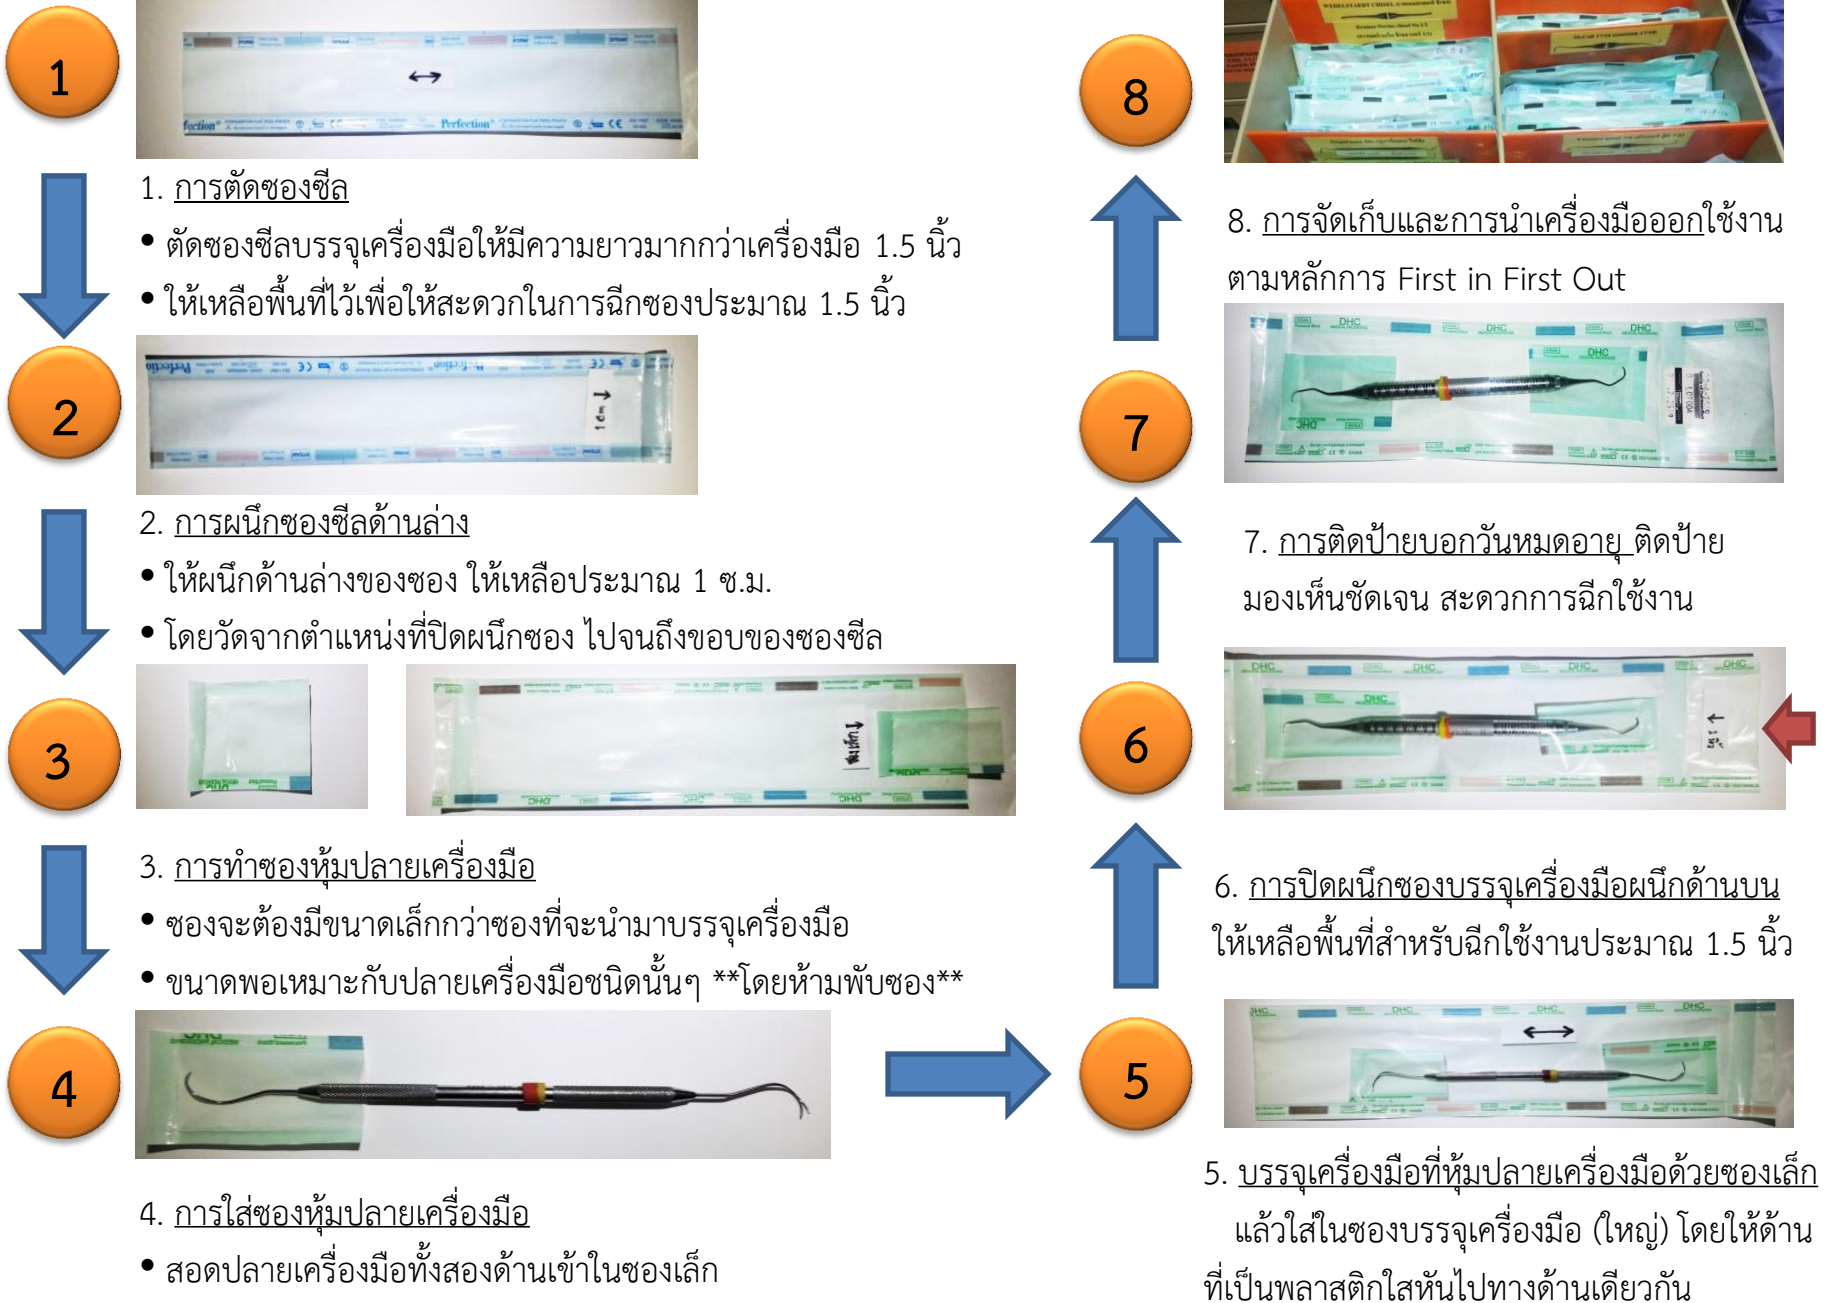 1
1. การตัดซองซีล
• ตัดซองซีลบรรจุเครื่องมือให้มีความยาวมากกว่าเครื่องมือ 1.5 นิ้ว
• ให้เหลือพื้นที่ไว้เพื่อให้สะดวกในการฉีกซองประมาณ 1.5 นิ้ว
Perfection
2
1 cm
2. การผนึกซองซีลด้านล่าง
• ให้ผนึกด้านล่างของซอง ให้เหลือประมาณ 1 ซ.ม.
• โดยวัดจากตำแหน่งที่ปิดผนึกซอง ไปจนถึงขอบของซองซีล
3
DHC
3. การทำซองหุ้มปลายเครื่องมือ
• ซองจะต้องมีขนาดเล็กกว่าซองที่จะนำมาบรรจุเครื่องมือ
• ขนาดพอเหมาะกับปลายเครื่องมือชนิดนั้นๆ **โดยห้ามพับซอง**
4
4. การใส่ซองหุ้มปลายเครื่องมือ
• สอดปลายเครื่องมือทั้งสองด้านเข้าในซองเล็ก
5
DHC
5. บรรจุเครื่องมือที่หุ้มปลายเครื่องมือด้วยซองเล็ก
แล้วใส่ในซองบรรจุเครื่องมือ (ใหญ่) โดยให้ด้าน
ที่เป็นพลาสติกใสหันไปทางด้านเดียวกัน
6
DHC
6. การปิดผนึกซองบรรจุเครื่องมือผนึกด้านบน
ให้เหลือพื้นที่สำหรับฉีกใช้งานประมาณ 1.5 นิ้ว
7
DHC
7. การติดป้ายบอกวันหมดอายุ ติดป้าย
มองเห็นชัดเจน สะดวกการฉีกใช้งาน
8
8. การจัดเก็บและการนำเครื่องมือออกใช้งาน
ตามหลักการ First in First Out